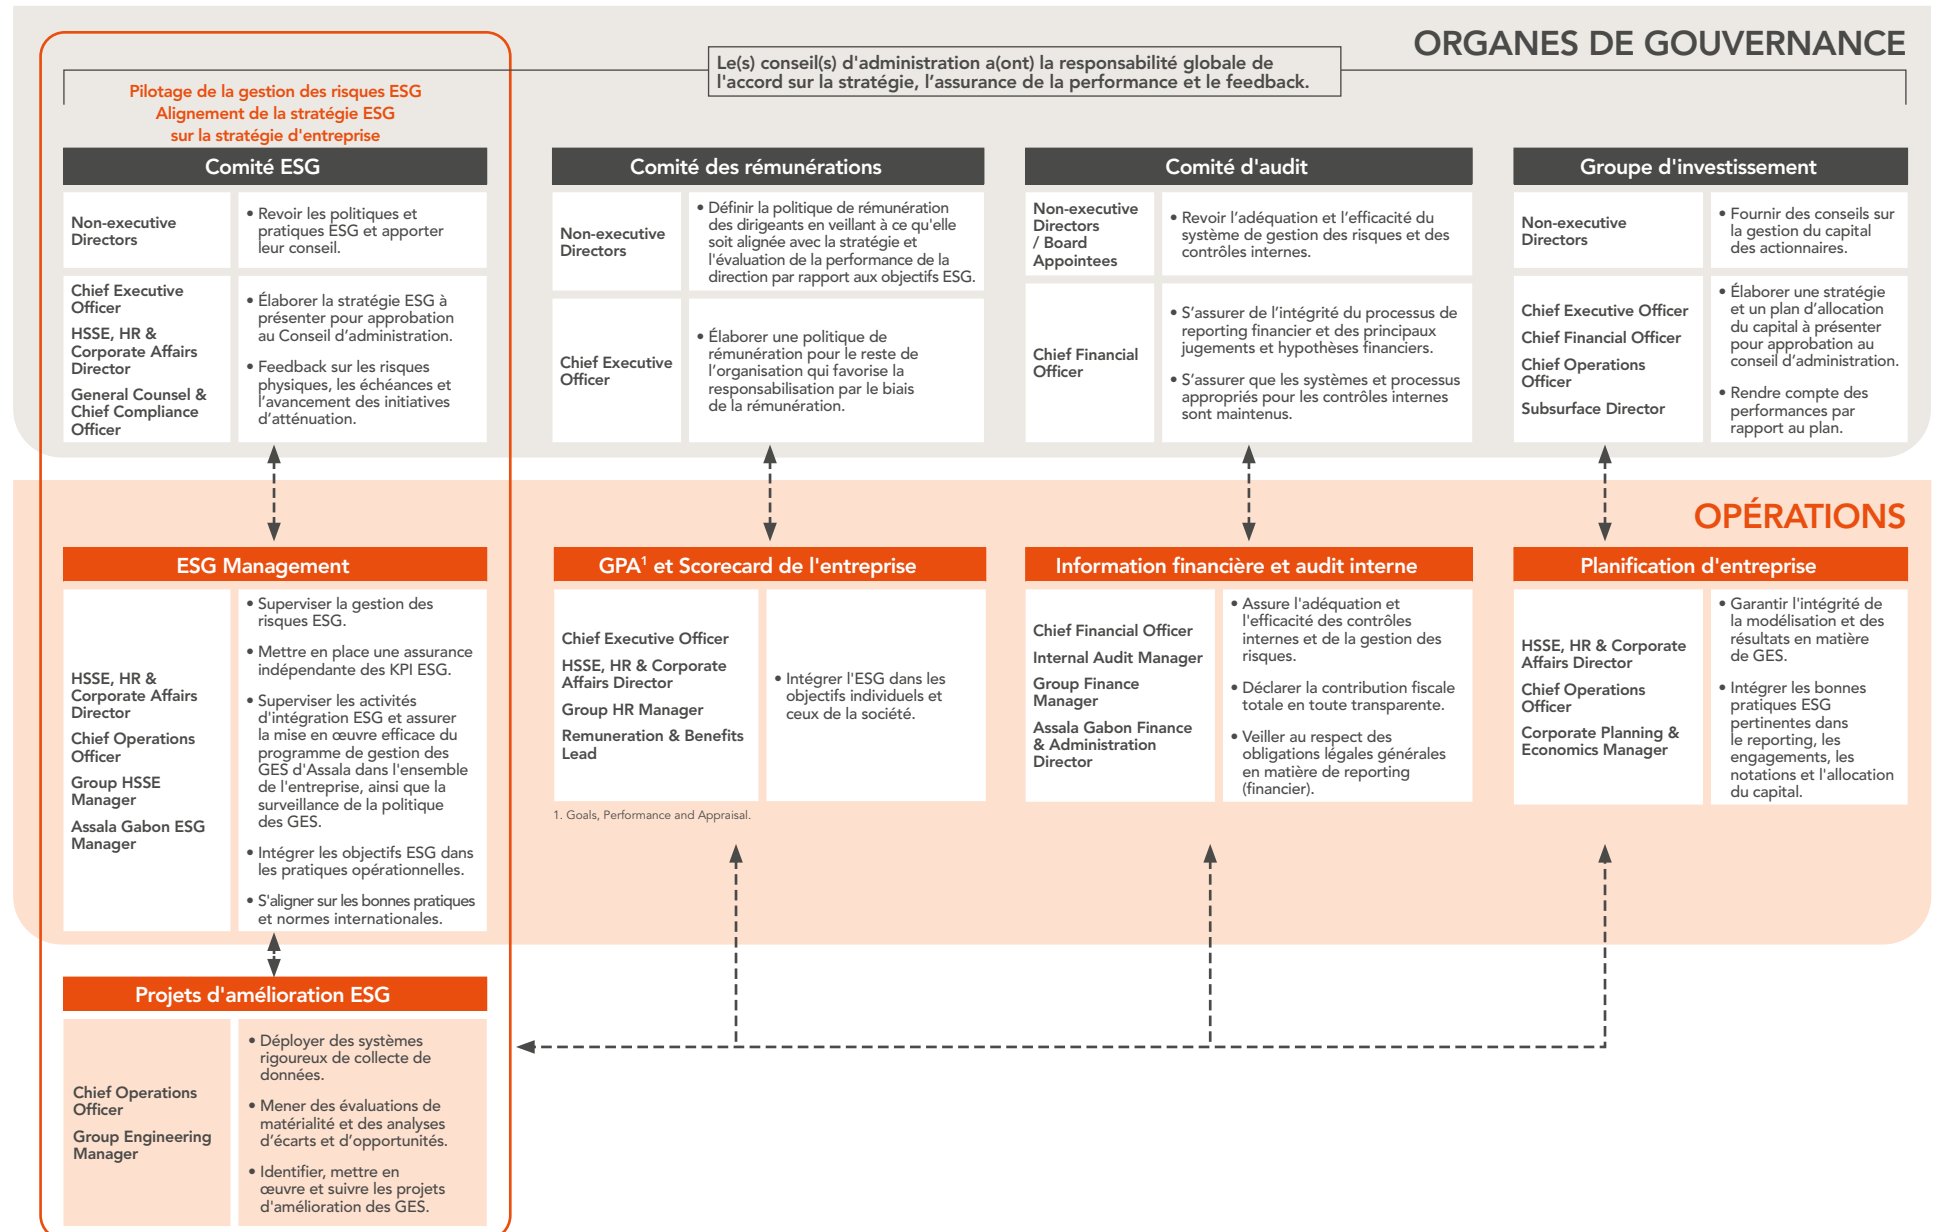 ORGANES DE GOUVERNANCE
Le(s) conseil(s) d'administration a(ont) la responsabilité globale de
l'accord sur la stratégie, l'assurance de la performance et le feedback.
Pilotage de la gestion des risques ESG
Alignement de la stratégie ESG
sur la stratégie d'entreprise
Comité ESG
Non-executive
Directors
• Revoir les politiques et
pratiques ESG et apporter
leur conseil.
Chief Executive
Officer
HSSE, HR &
Corporate Affairs
Director
General Counsel &
Chief Compliance
Officer
• Élaborer la stratégie ESG à
présenter pour approbation
au Conseil d'administration.
• Feedback sur les risques
physiques, les échéances et
l'avancement des initiatives
d'atténuation.
Comité des rémunérations
Non-executive
Directors
• Définir la politique de rémunération
des dirigeants en veillant à ce qu'elle
soit alignée avec la stratégie et
l'évaluation de la performance de la
direction par rapport aux objectifs ESG.
Chief Executive
Officer
• Élaborer une politique de
rémunération pour le reste de
l'organisation qui favorise la
responsabilisation par le biais
de la rémunération.
Comité d'audit
Non-executive
Directors
/ Board
Appointees
• Revoir l'adéquation et l'efficacité du
système de gestion des risques et des
contrôles internes.
Chief Financial
Officer
• S'assurer de l'intégrité du processus de
reporting financier et des principaux
jugements et hypothèses financiers.
• S'assurer que les systèmes et processus
appropriés pour les contrôles internes
sont maintenus.
Groupe d'investissement
Non-executive
Directors
• Fournir des conseils sur
la gestion du capital
des actionnaires.
Chief Executive Officer
Chief Financial Officer
Chief Operations
Officer
Subsurface Director
• Élaborer une stratégie
et un plan d'allocation
du capital à présenter
pour approbation au
conseil d'administration.
• Rendre compte des
performances par
rapport au plan.
OPÉRATIONS
ESG Management
HSSE, HR &
Corporate Affairs
Director
Chief Operations
Officer
Group HSSE
Manager
Assala Gabon ESG
Manager
• Superviser la gestion des
risques ESG.
• Mettre en place une assurance
indépendante des KPI ESG.
• Superviser les activités
d'intégration ESG et assurer
la mise en œuvre efficace du
programme de gestion des
GES d'Assala dans l'ensemble
de l'entreprise, ainsi que la
surveillance de la politique
des GES.
• Intégrer les objectifs ESG dans
les pratiques opérationnelles.
• S'aligner sur les bonnes pratiques
et normes internationales.
GPA¹ et Scorecard de l'entreprise
Chief Executive Officer
HSSE, HR & Corporate
Affairs Director
Group HR Manager
Remuneration & Benefits
Lead
• Intégrer l'ESG dans les
objectifs individuels et
ceux de la société.
1. Goals, Performance and Appraisal.
Information financière et audit interne
Chief Financial Officer
Internal Audit Manager
Group Finance
Manager
Assala Gabon Finance
& Administration
Director
• Assure l'adéquation et
l'efficacité des contrôles
internes et de la gestion des
risques.
• Déclarer la contribution fiscale
totale en toute transparente.
• Veiller au respect des
obligations légales générales
en matière de reporting
(financier).
Planification d'entreprise
HSSE, HR & Corporate
Affairs Director
Chief Operations
Officer
Corporate Planning &
Economics Manager
• Garantir l'intégrité de
la modélisation et des
résultats en matière
de GES.
• Intégrer les bonnes
pratiques ESG
pertinentes dans
le reporting, les
engagements, les
notations et l'allocation
du capital.
Projets d'amélioration ESG
Chief Operations
Officer
Group Engineering
Manager
• Déployer des systèmes
rigoureux de collecte de
données.
• Mener des évaluations de
matérialité et des analyses
d'écarts et d'opportunités.
• Identifier, mettre en
œuvre et suivre les projets
d'amélioration des GES.